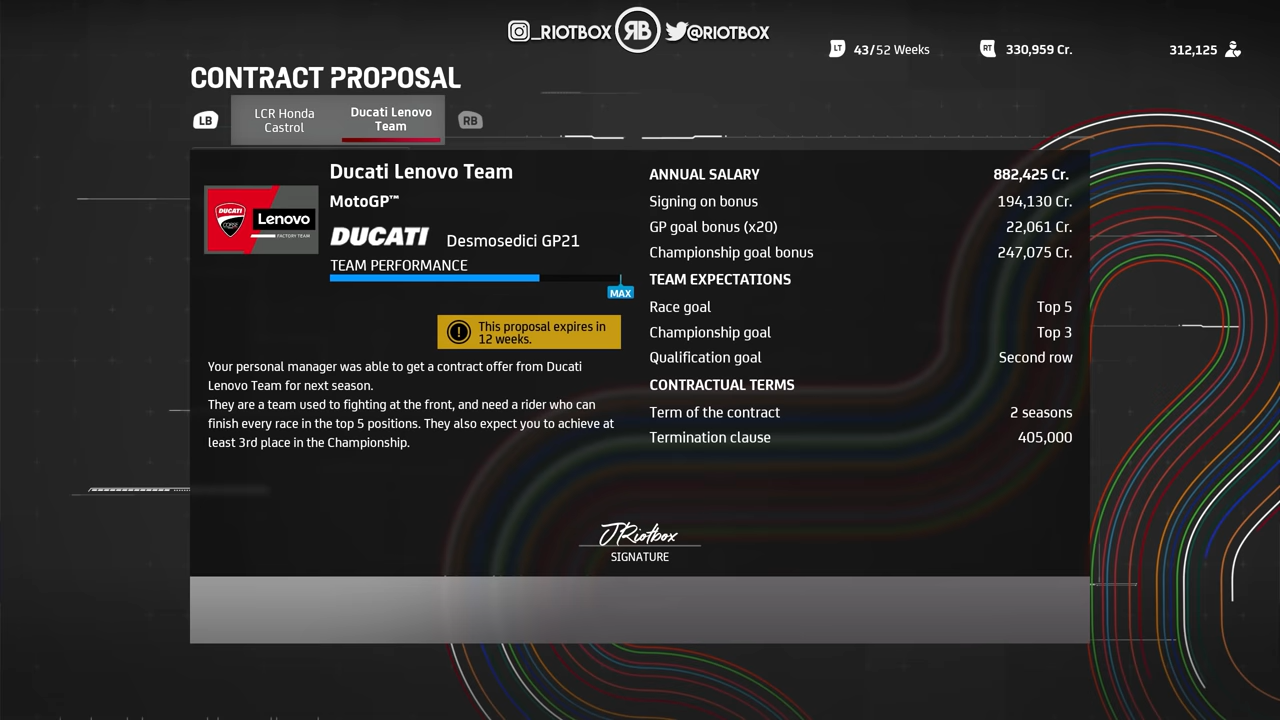 _RIOTBOX RB @RIOTBOX
LT 43/52 Weeks RT 330,959 Cr. 312,125
CONTRACT PROPOSAL
LB LCR Honda Castrol Ducati Lenovo Team RB
Ducati Lenovo Team
MotoGP™
DUCATI Lenovo
FACTORY TEAM
DUCATI Desmosedici GP21
TEAM PERFORMANCE
MAX
This proposal expires in
12 weeks.
Your personal manager was able to get a contract offer from Ducati
Lenovo Team for next season.
They are a team used to fighting at the front, and need a rider who can
finish every race in the top 5 positions. They also expect you to achieve at
least 3rd place in the Championship.
ANNUAL SALARY 882,425 Cr.
Signing on bonus 194,130 Cr.
GP goal bonus (x20) 22,061 Cr.
Championship goal bonus 247,075 Cr.
TEAM EXPECTATIONS
Race goal Top 5
Championship goal Top 3
Qualification goal Second row
CONTRACTUAL TERMS
Term of the contract 2 seasons
Termination clause 405,000
JRiotbox
SIGNATURE